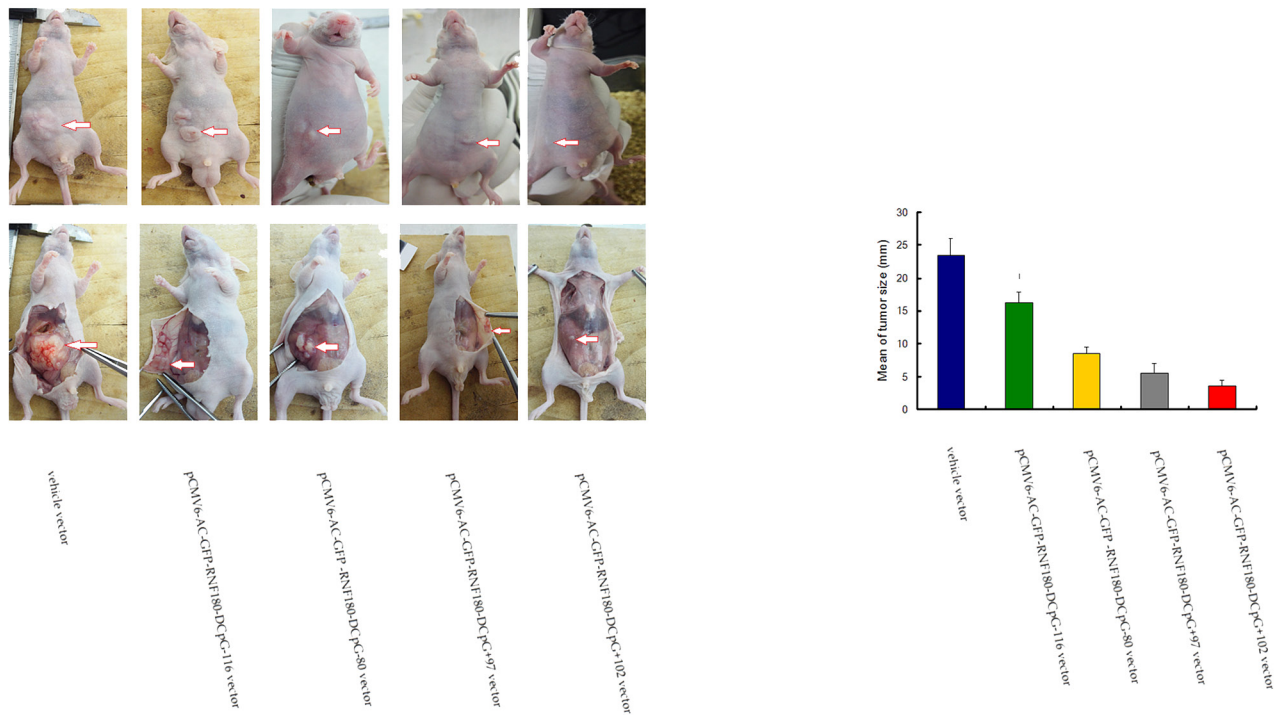 vehicle vector
pCMV6-AC-GFP-RNF180-DCpG-116 vector
pCMV6-AC-GFP -RNF180-DCpG-80 vector
pCMV6-AC-GFP-RNF180-DCpG+97 vector
pCMV6-AC-GFP-RNF180-DCpG+102 vector
Mean of tumor size (mm)
30
25
20
15
10
5
0
vehicle vector
pCMV6-AC-GFP-RNF180-DCpG-116 vector
pCMV6-AC-GFP -RNF180-DCpG-80 vector
pCMV6-AC-GFP-RNF180-DCpG+97 vector
pCMV6-AC-GFP-RNF180-DCpG+102 vector